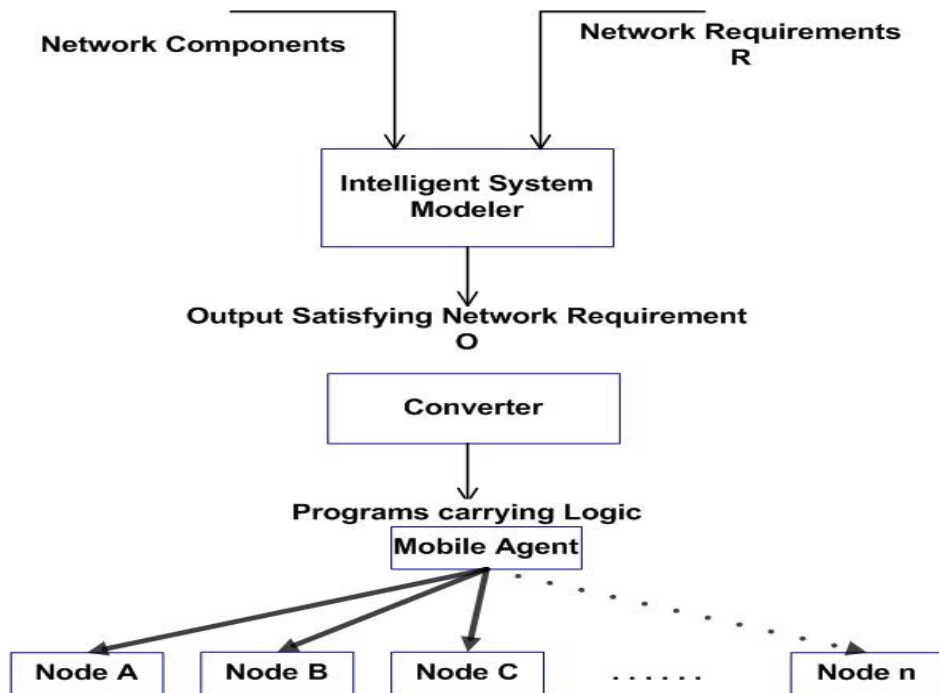 Network Components
Network Requirements
R
Intelligent System
Modeler
Output Satisfying Network Requirement
O
Converter
Programs carrying Logic
Mobile Agent
Node A
Node B
Node C
. . . . . .
Node n